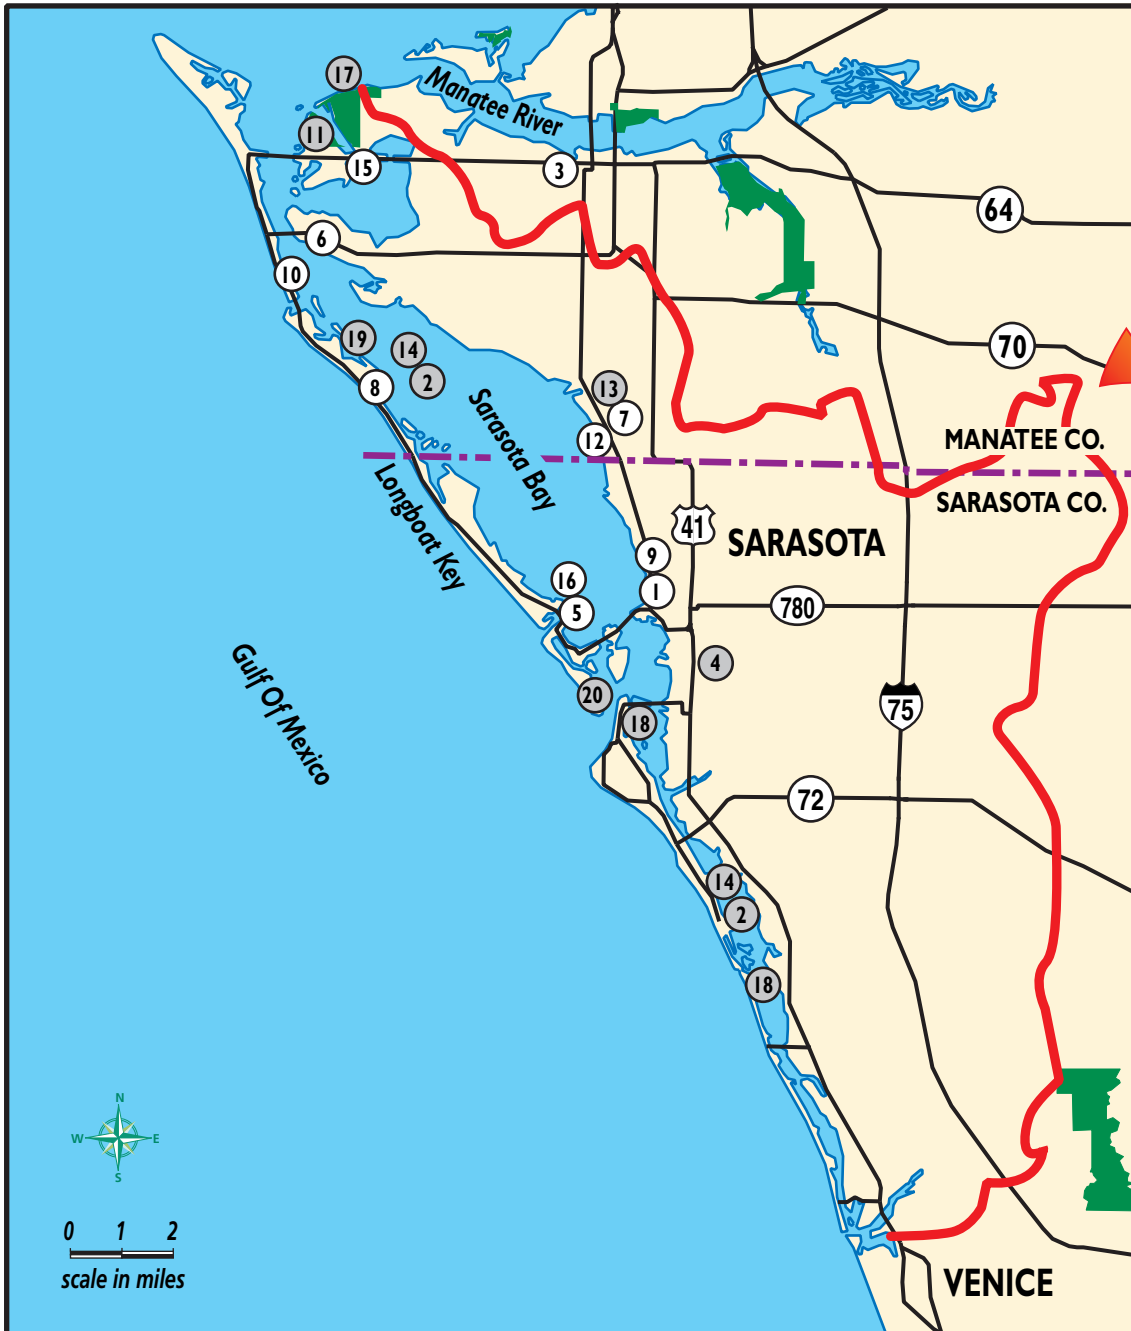 17
Manatee River
11
15
3
64
6
10
19
14
2
8
70
13
7
12
MANATEE CO.
SARASOTA CO.
Sarasota Bay
Longboat Key
41
SARASOTA
9
1
16
5
780
4
20
18
75
Gulf Of Mexico
72
14
2
18
N
W
E
S
0 1 2
scale in miles
VENICE